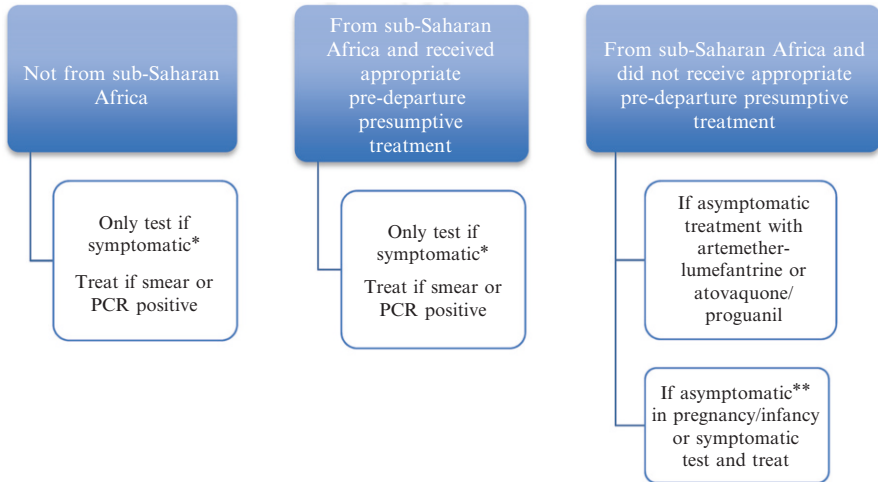 Not from sub-Saharan
Africa
Only test if
symptomatic*
Treat if smear or
PCR positive
From sub-Saharan
Africa and received
appropriate
pre-departure
presumptive
treatment
Only test if
symptomatic*
Treat if smear or
PCR positive
From sub-Saharan Africa and
did not receive appropriate
pre-departure presumptive
treatment
If asymptomatic
treatment with
artemether-
lumefantrine or
atovaquone/
proguanil
If asymptomatic**
in pregnancy/infancy
or symptomatic
test and treat